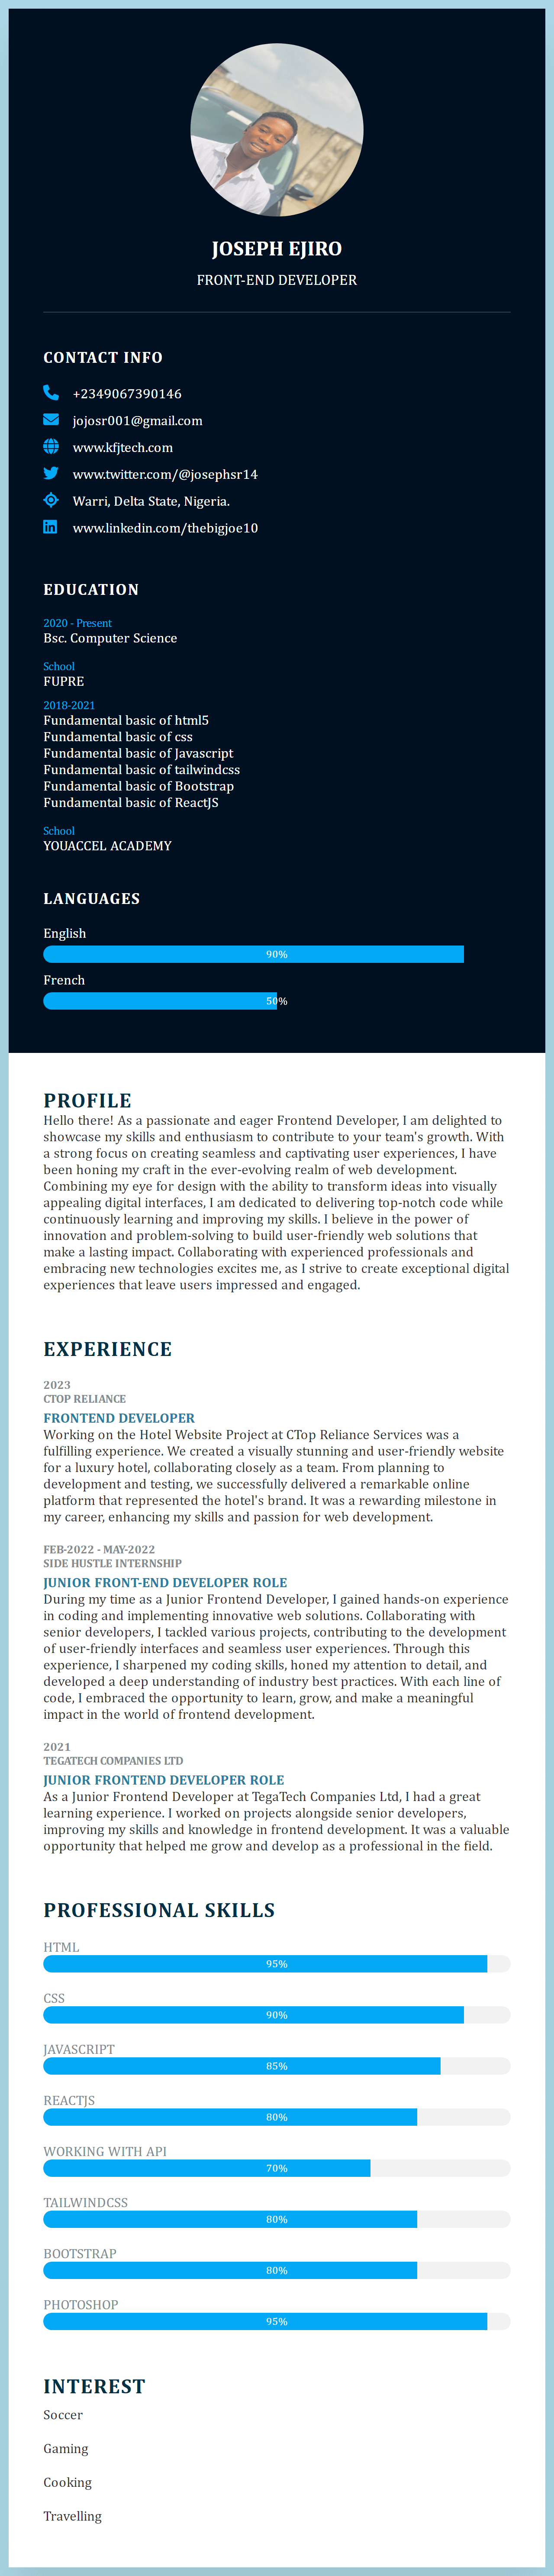 JOSEPH EJIRO
FRONT-END DEVELOPER
CONTACT INFO
+2349067390146
jojosr001@gmail.com
www.kfjtech.com
www.twitter.com/@josephsr14
Warri, Delta State, Nigeria.
www.linkedin.com/thebigjoe10
EDUCATION
2020 - Present
Bsc. Computer Science
School
FUPRE
2018-2021
Fundamental basic of html5
Fundamental basic of css
Fundamental basic of Javascript
Fundamental basic of tailwindcss
Fundamental basic of Bootstrap
Fundamental basic of ReactJS
School
YOUACCEL ACADEMY
LANGUAGES
English
90%
French
50%
PROFILE
Hello there! As a passionate and eager Frontend Developer, I am delighted to
showcase my skills and enthusiasm to contribute to your team's growth. With
a strong focus on creating seamless and captivating user experiences, I have
been honing my craft in the ever-evolving realm of web development.
Combining my eye for design with the ability to transform ideas into visually
appealing digital interfaces, I am dedicated to delivering top-notch code while
continuously learning and improving my skills. I believe in the power of
innovation and problem-solving to build user-friendly web solutions that
make a lasting impact. Collaborating with experienced professionals and
embracing new technologies excites me, as I strive to create exceptional digital
experiences that leave users impressed and engaged.
EXPERIENCE
2023
CTOP RELIANCE
FRONTEND DEVELOPER
Working on the Hotel Website Project at CTop Reliance Services was a
fulfilling experience. We created a visually stunning and user-friendly website
for a luxury hotel, collaborating closely as a team. From planning to
development and testing, we successfully delivered a remarkable online
platform that represented the hotel's brand. It was a rewarding milestone in
my career, enhancing my skills and passion for web development.
FEB-2022 - MAY-2022
SIDE HUSTLE INTERNSHIP
JUNIOR FRONT-END DEVELOPER ROLE
During my time as a Junior Frontend Developer, I gained hands-on experience
in coding and implementing innovative web solutions. Collaborating with
senior developers, I tackled various projects, contributing to the development
of user-friendly interfaces and seamless user experiences. Through this
experience, I sharpened my coding skills, honed my attention to detail, and
developed a deep understanding of industry best practices. With each line of
code, I embraced the opportunity to learn, grow, and make a meaningful
impact in the world of frontend development.
2021
TEGATECH COMPANIES LTD
JUNIOR FRONTEND DEVELOPER ROLE
As a Junior Frontend Developer at TegaTech Companies Ltd, I had a great
learning experience. I worked on projects alongside senior developers,
improving my skills and knowledge in frontend development. It was a valuable
opportunity that helped me grow and develop as a professional in the field.
PROFESSIONAL SKILLS
HTML
95%
CSS
90%
JAVASCRIPT
85%
REACTJS
80%
WORKING WITH API
70%
TAILWINDCSS
80%
BOOTSTRAP
80%
PHOTOSHOP
95%
INTEREST
Soccer
Gaming
Cooking
Travelling